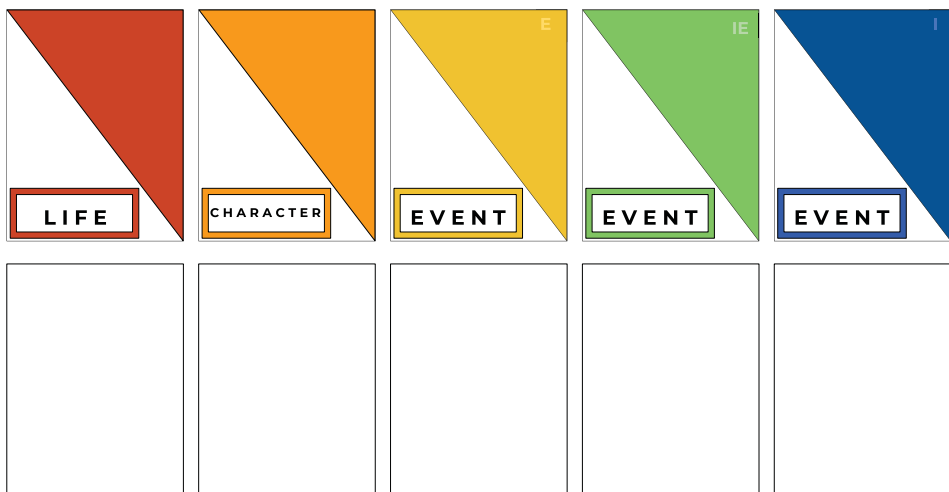 E
IE
I
LIFE
CHARACTER
EVENT
EVENT
EVENT